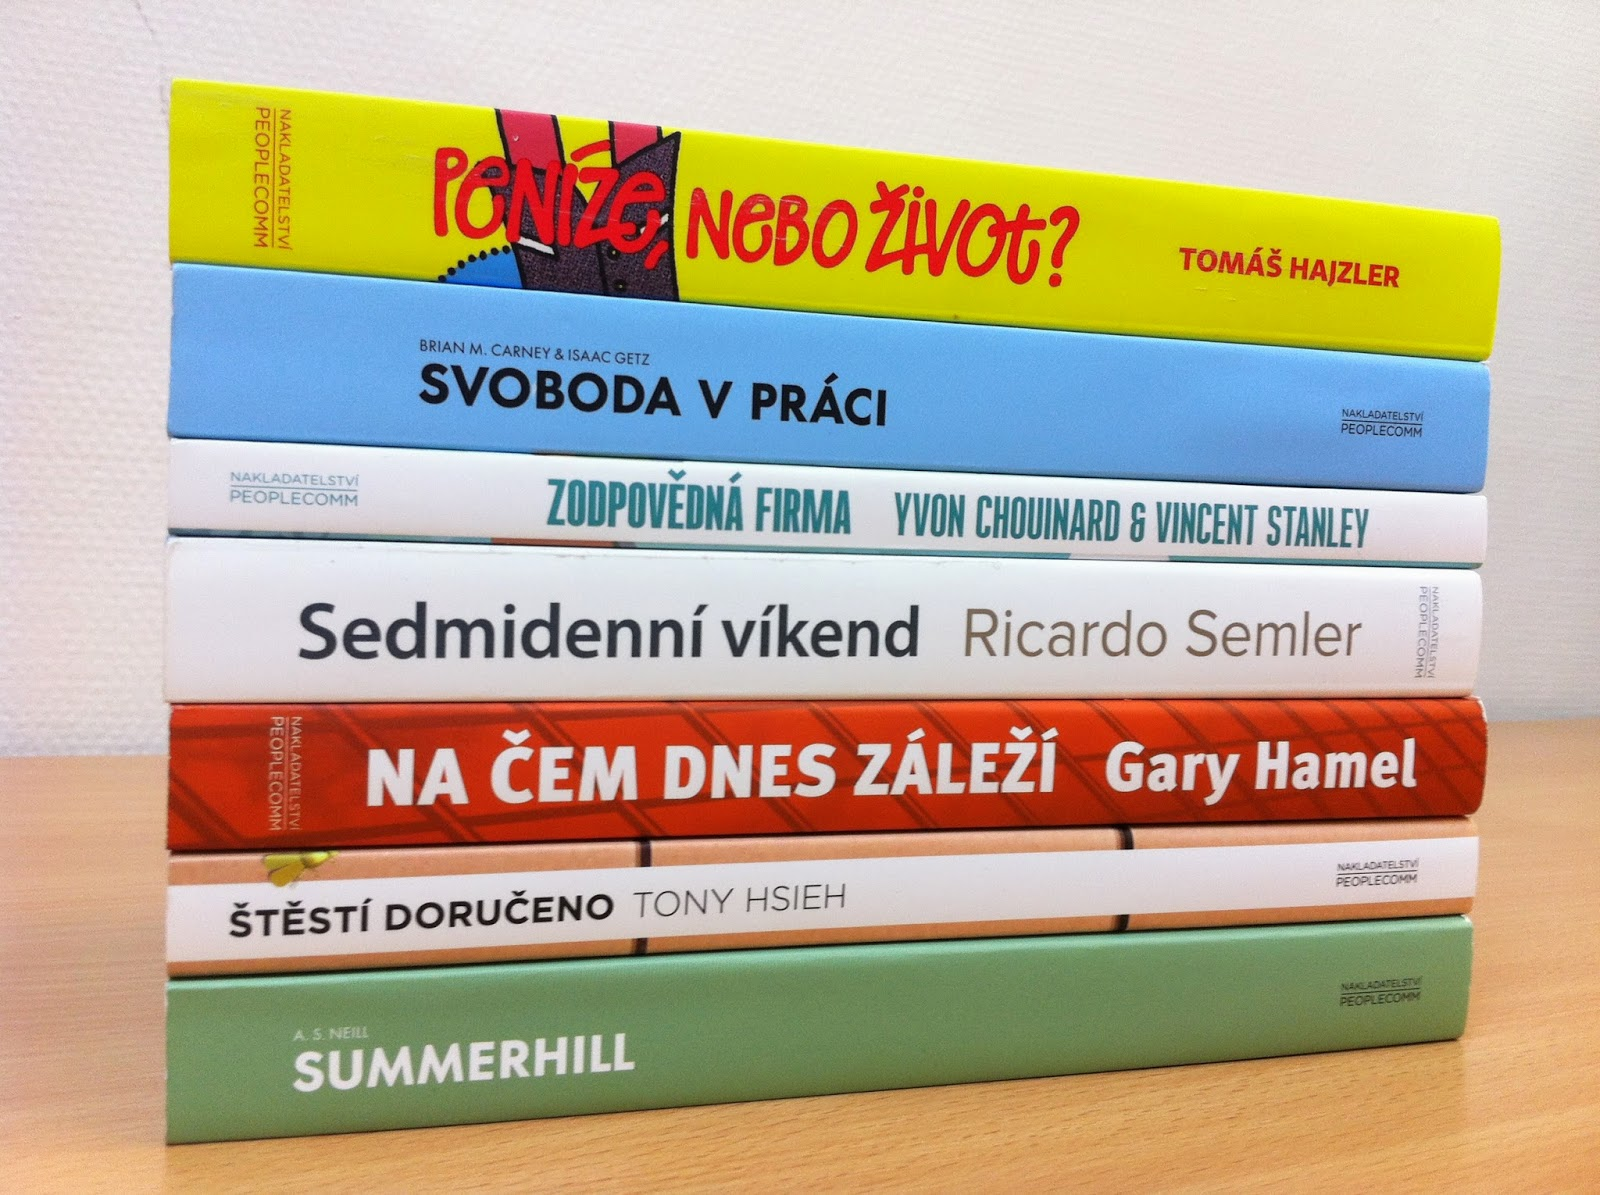 NAKLADATELSTVÍ
PEOPLECOMM
PENÍZE, NEBO ŽIVOT?
TOMÁŠ HAJZLER
BRIAN M. CARNEY & ISAAC GETZ
SVOBODA V PRÁCI
NAKLADATELSTVÍ
PEOPLECOMM
NAKLADATELSTVÍ
PEOPLECOMM
ZODPOVĚDNÁ FIRMA YVON CHOUINARD & VINCENT STANLEY
Sedmidenní víkend Ricardo Semler
NAKLADATELSTVÍ
PEOPLECOMM
NAKLADATELSTVÍ
PEOPLECOMM
NA ČEM DNES ZÁLEŽÍ Gary Hamel
ŠTĚSTÍ DORUČENO TONY HSIEH
NAKLADATELSTVÍ
PEOPLECOMM
A. S. NEILL
SUMMERHILL
NAKLADATELSTVÍ
PEOPLECOMM